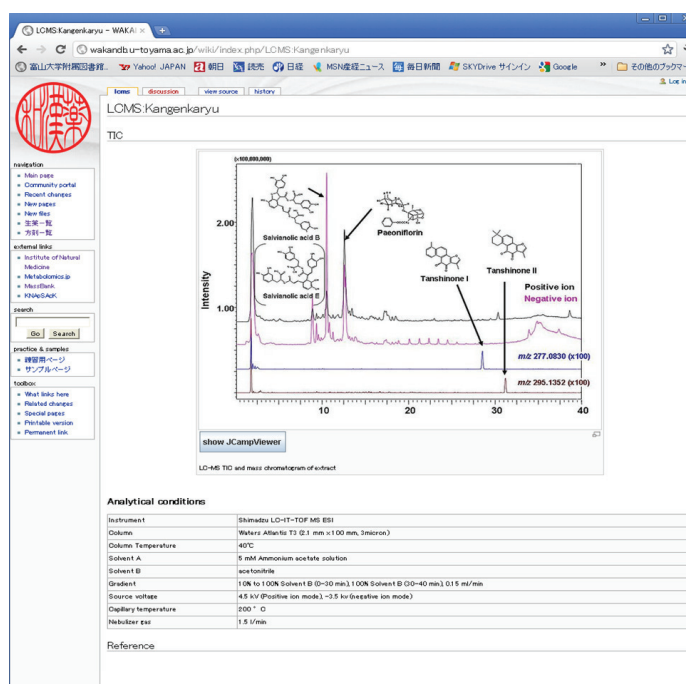 LCMS:Kangenkaryu - WAKAI
wakandb.u-toyama.ac.jp/wiki/index.php/LCMS:Kangenkaryu
富山大学附属図書館.. Yahoo! JAPAN 朝日 読売 日経 MSN産経ニュース 毎日新聞 SKYDrive サインイン Google » その他のブックマー
Log in
lcms discussion view source history
LCMS:Kangenkaryu
TIC
navigation
Main page
Community portal
Recent changes
New pages
New files
生薬一覧
方剤一覧
external links
Institute of Natural
Medicine
Metabolomics.jp
MassBank
KNApSAcK
search
Go Search
practice & samples
練習用ページ
サンプルページ
toolbox
What links here
Related changes
Special pages
Printable version
Permanent link
(x100,000,000)
Intensity
2.00
1.00
Salvianolic acid B
Salvianolic acid E
Paeoniflorin
Tanshinone I
Tanshinone II
Positive ion
Negative ion
m/z 277.0830 (x100)
m/z 295.1352 (x100)
10 20 30 40
show JCampViewer
LC-MS TIC and mass chromatogram of extract
Analytical conditions
Instrument Shimadzu LC-IT-TOF MS ESI
Column Waters Atlantis T3 (2.1 mm x 100 mm, 3micron)
Column Temperature 40℃
Solvent A 5 mM Ammonium acetate solution
Solvent B acetonitrile
Gradient 10% to 100% Solvent B (0-30 min), 100% Solvent B (30-40 min), 0.15 ml/min
Source voltage 4.5 kV (Positive ion mode), -3.5 kv (negative ion mode)
Capillary temperature 200 ° C
Nebulizer gas 1.5 l/min
Reference